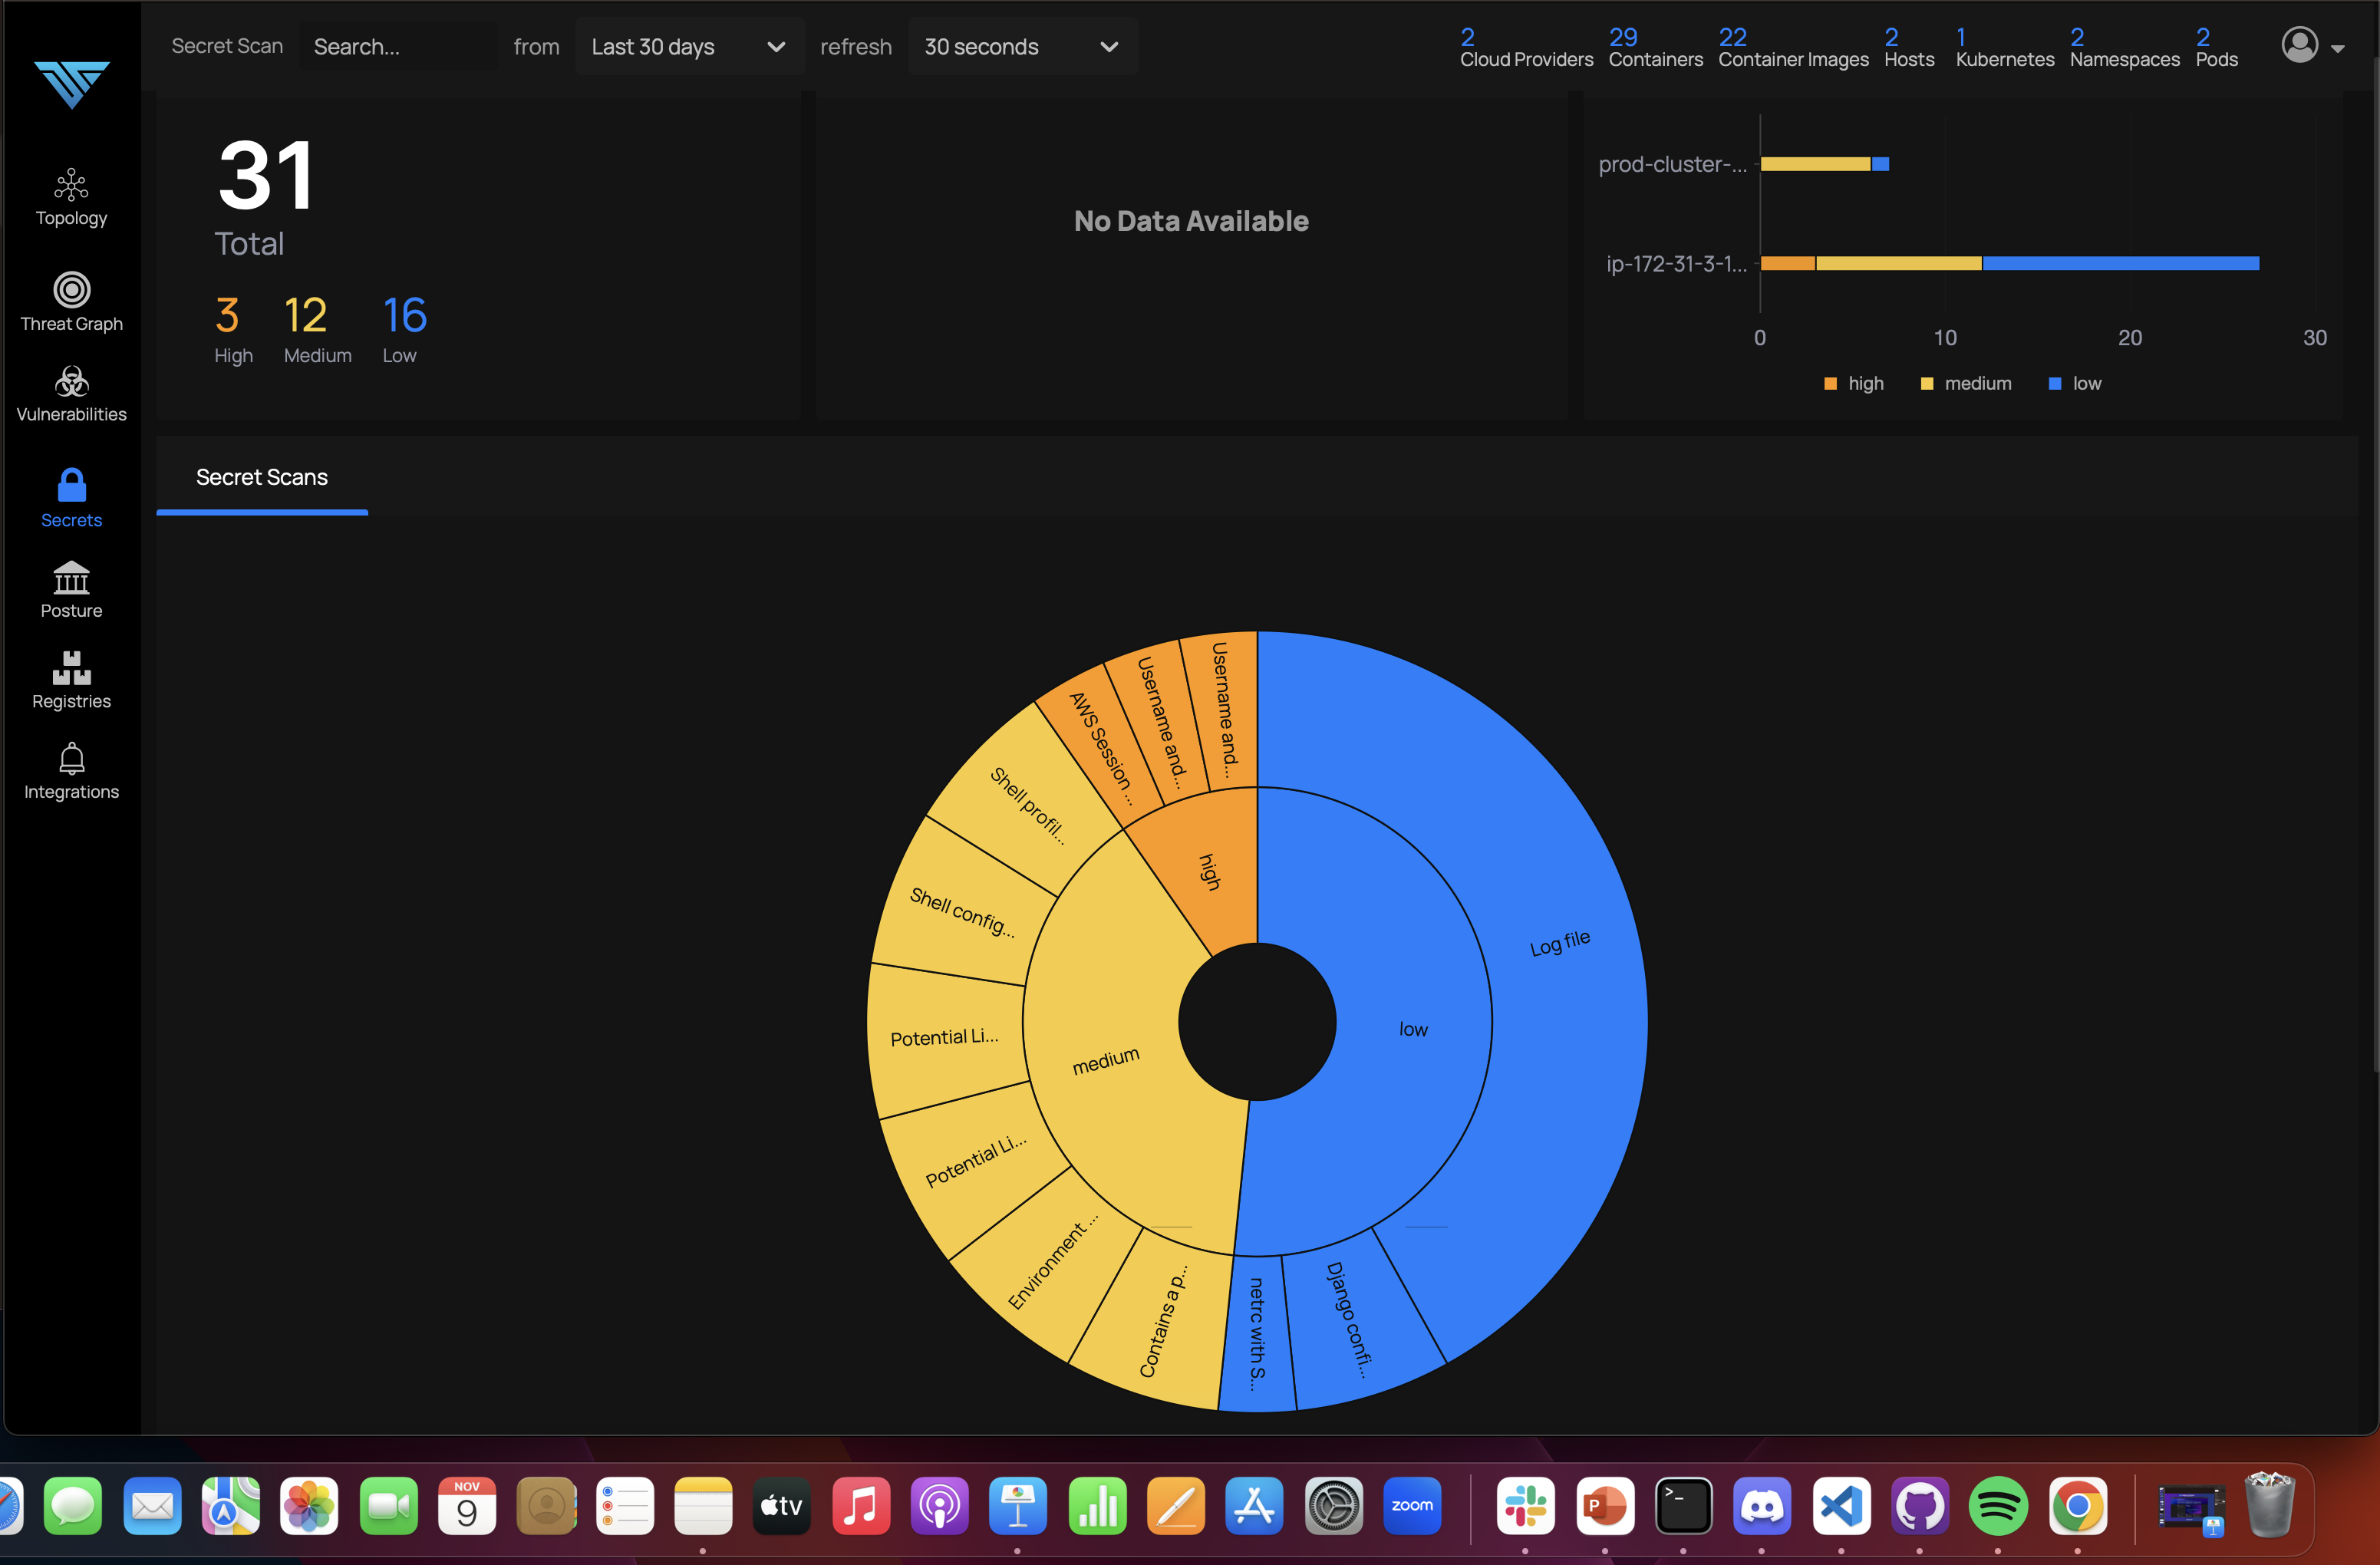 Secret Scan Search... from Last 30 days refresh 30 seconds
2 Cloud Providers
29 Containers
22 Container Images
2 Hosts
1 Kubernetes
2 Namespaces
2 Pods
Topology
Threat Graph
Vulnerabilities
Secrets
Posture
Registries
Integrations
31
Total
3 12 16
High Medium Low
No Data Available
prod-cluster-...
ip-172-31-3-1...
0 10 20 30
high medium low
Secret Scans
Username and...
Username and...
AWS Session ...
Shell profil...
Shell config...
Potential Li...
Potential Li...
Environment ...
Contains a p...
netrc with S...
Django confi...
Log file
high
medium
low
NOV
9
tv
zoom
P
>_